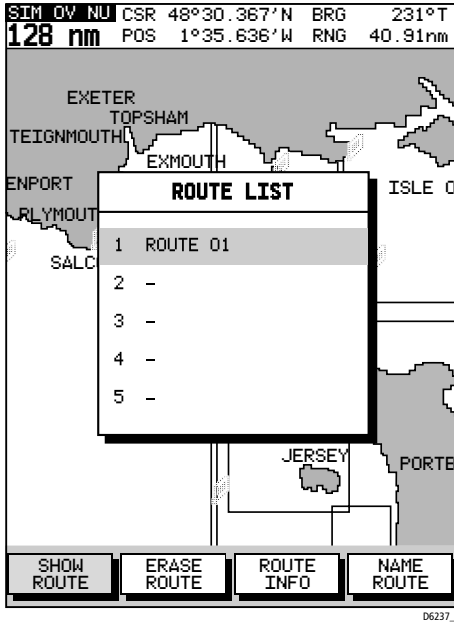 SIM OV NU CSR 48°30.367'N BRG 231°T
128 nm POS 1°35.636'W RNG 40.91nm
EXETER
TOPSHAM
TEIGNMOUTH
EXMOUTH
ENPORT
ISLE O
PLYMOUT
SALC
ROUTE LIST
1 ROUTE 01
2 –
3 –
4 –
5 –
JERSEY
PORTB
SHOW ROUTE
ERASE ROUTE
ROUTE INFO
NAME ROUTE
D6237_